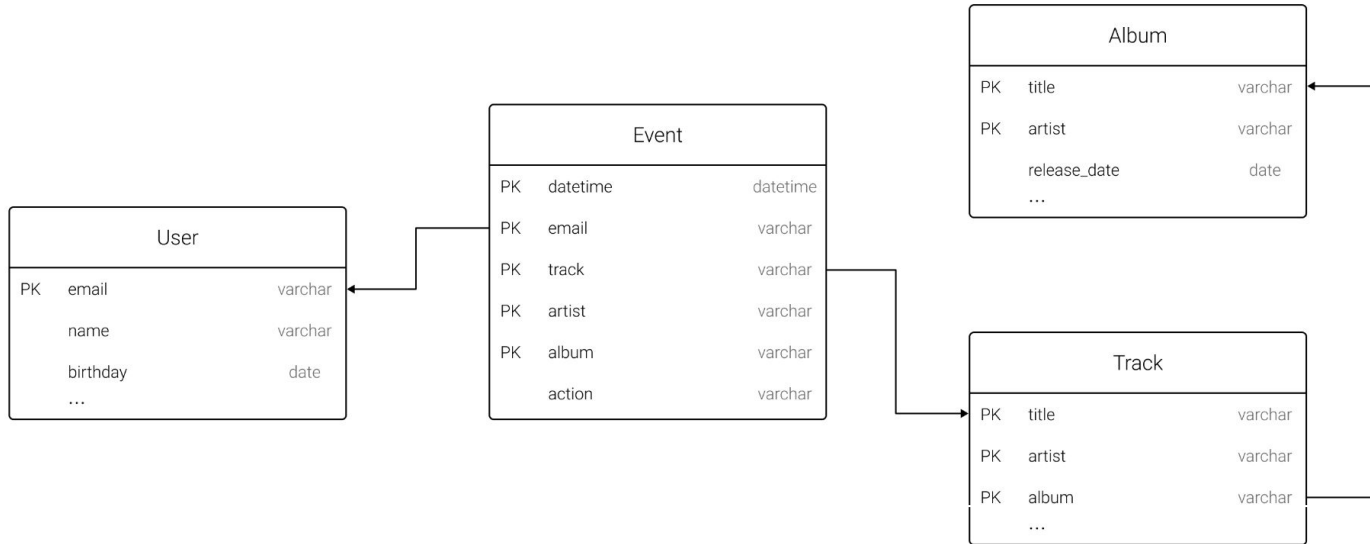 User
PK email varchar
name varchar
birthday date
...
Event
PK datetime datetime
PK email varchar
PK track varchar
PK artist varchar
PK album varchar
action varchar
Album
PK title varchar
PK artist varchar
release_date date
...
Track
PK title varchar
PK artist varchar
PK album varchar
...